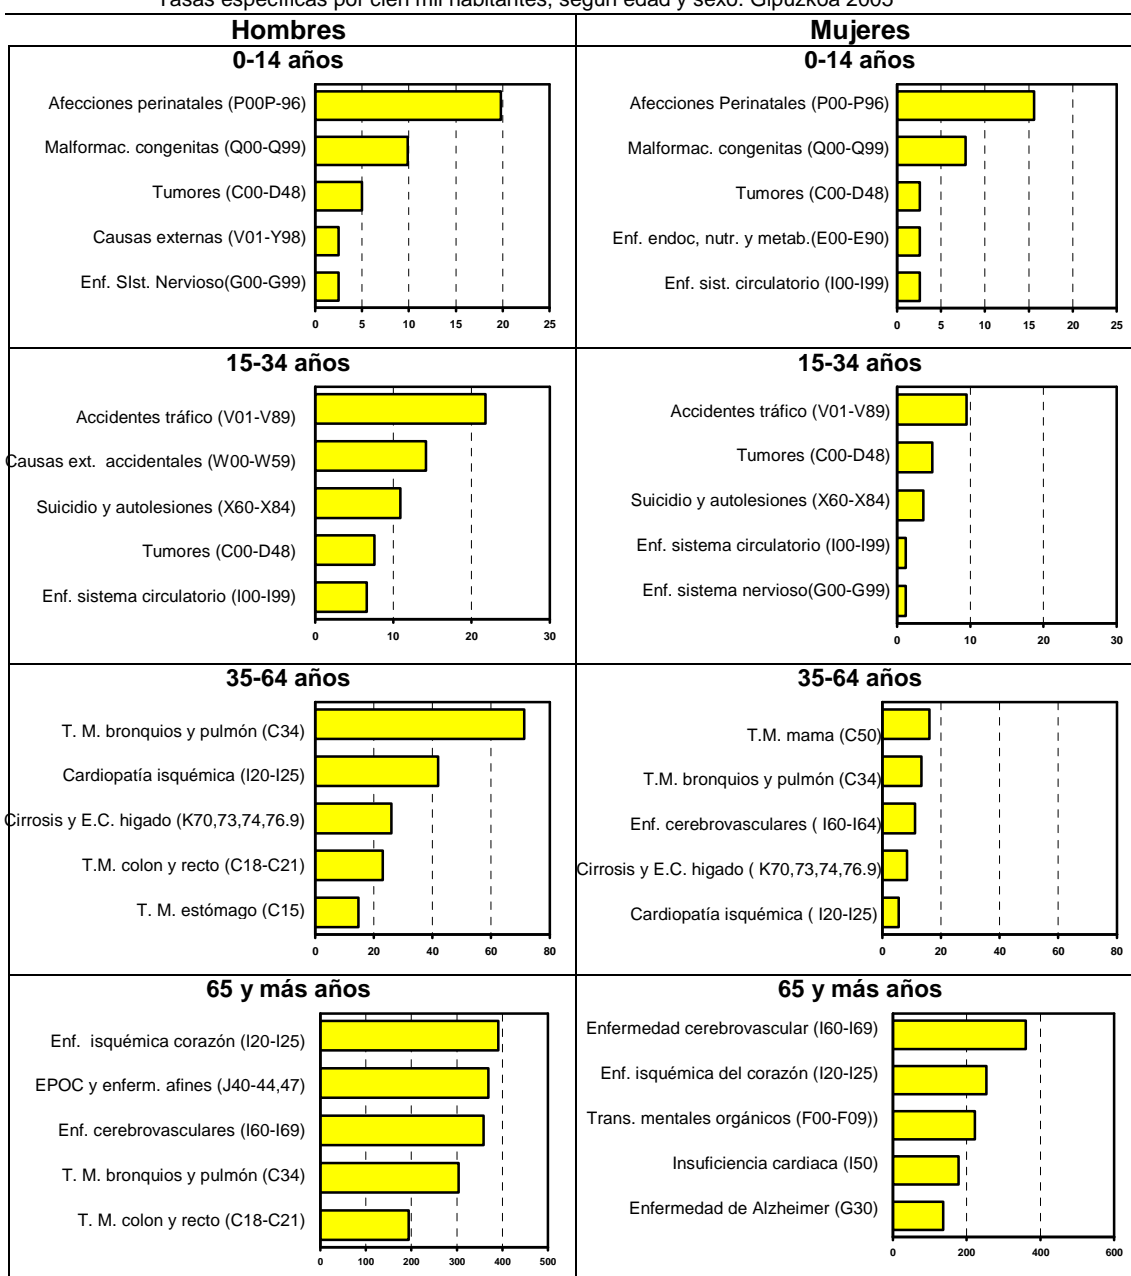 Tasas específicas por cien mil habitantes, según edad y sexo. Gipuzkoa 2005
Hombres
Mujeres
0-14 años
Afecciones perinatales (P00P-96)
Malformac. congenitas (Q00-Q99)
Tumores (C00-D48)
Causas externas (V01-Y98)
Enf. SIst. Nervioso(G00-G99)
0 5 10 15 20 25
0-14 años
Afecciones Perinatales (P00-P96)
Malformac. congenitas (Q00-Q99)
Tumores (C00-D48)
Enf. endoc, nutr. y metab.(E00-E90)
Enf. sist. circulatorio (I00-I99)
0 5 10 15 20 25
15-34 años
Accidentes tráfico (V01-V89)
Causas ext.  accidentales (W00-W59)
Suicidio y autolesiones (X60-X84)
Tumores (C00-D48)
Enf. sistema circulatorio (I00-I99)
0 10 20 30
15-34 años
Accidentes tráfico (V01-V89)
Tumores (C00-D48)
Suicidio y autolesiones (X60-X84)
Enf. sistema circulatorio (I00-I99)
Enf. sistema nervioso(G00-G99)
0 10 20 30
35-64 años
T. M. bronquios y pulmón (C34)
Cardiopatía isquémica (I20-I25)
Cirrosis y E.C. higado (K70,73,74,76.9)
T.M. colon y recto (C18-C21)
T. M. estómago (C15)
0 20 40 60 80
35-64 años
T.M. mama (C50)
T.M. bronquios y pulmón (C34)
Enf. cerebrovasculares ( I60-I64)
Cirrosis y E.C. higado ( K70,73,74,76.9)
Cardiopatía isquémica ( I20-I25)
0 20 40 60 80
65 y más años
Enf.  isquémica corazón (I20-I25)
EPOC y enferm. afines (J40-44,47)
Enf. cerebrovasculares (I60-I69)
T. M. bronquios y pulmón (C34)
T. M. colon y recto (C18-C21)
0 100 200 300 400 500
65 y más años
Enfermedad cerebrovascular (I60-I69)
Enf. isquémica del corazón (I20-I25)
Trans. mentales orgánicos (F00-F09))
Insuficiencia cardiaca (I50)
Enfermedad de Alzheimer (G30)
0 200 400 600